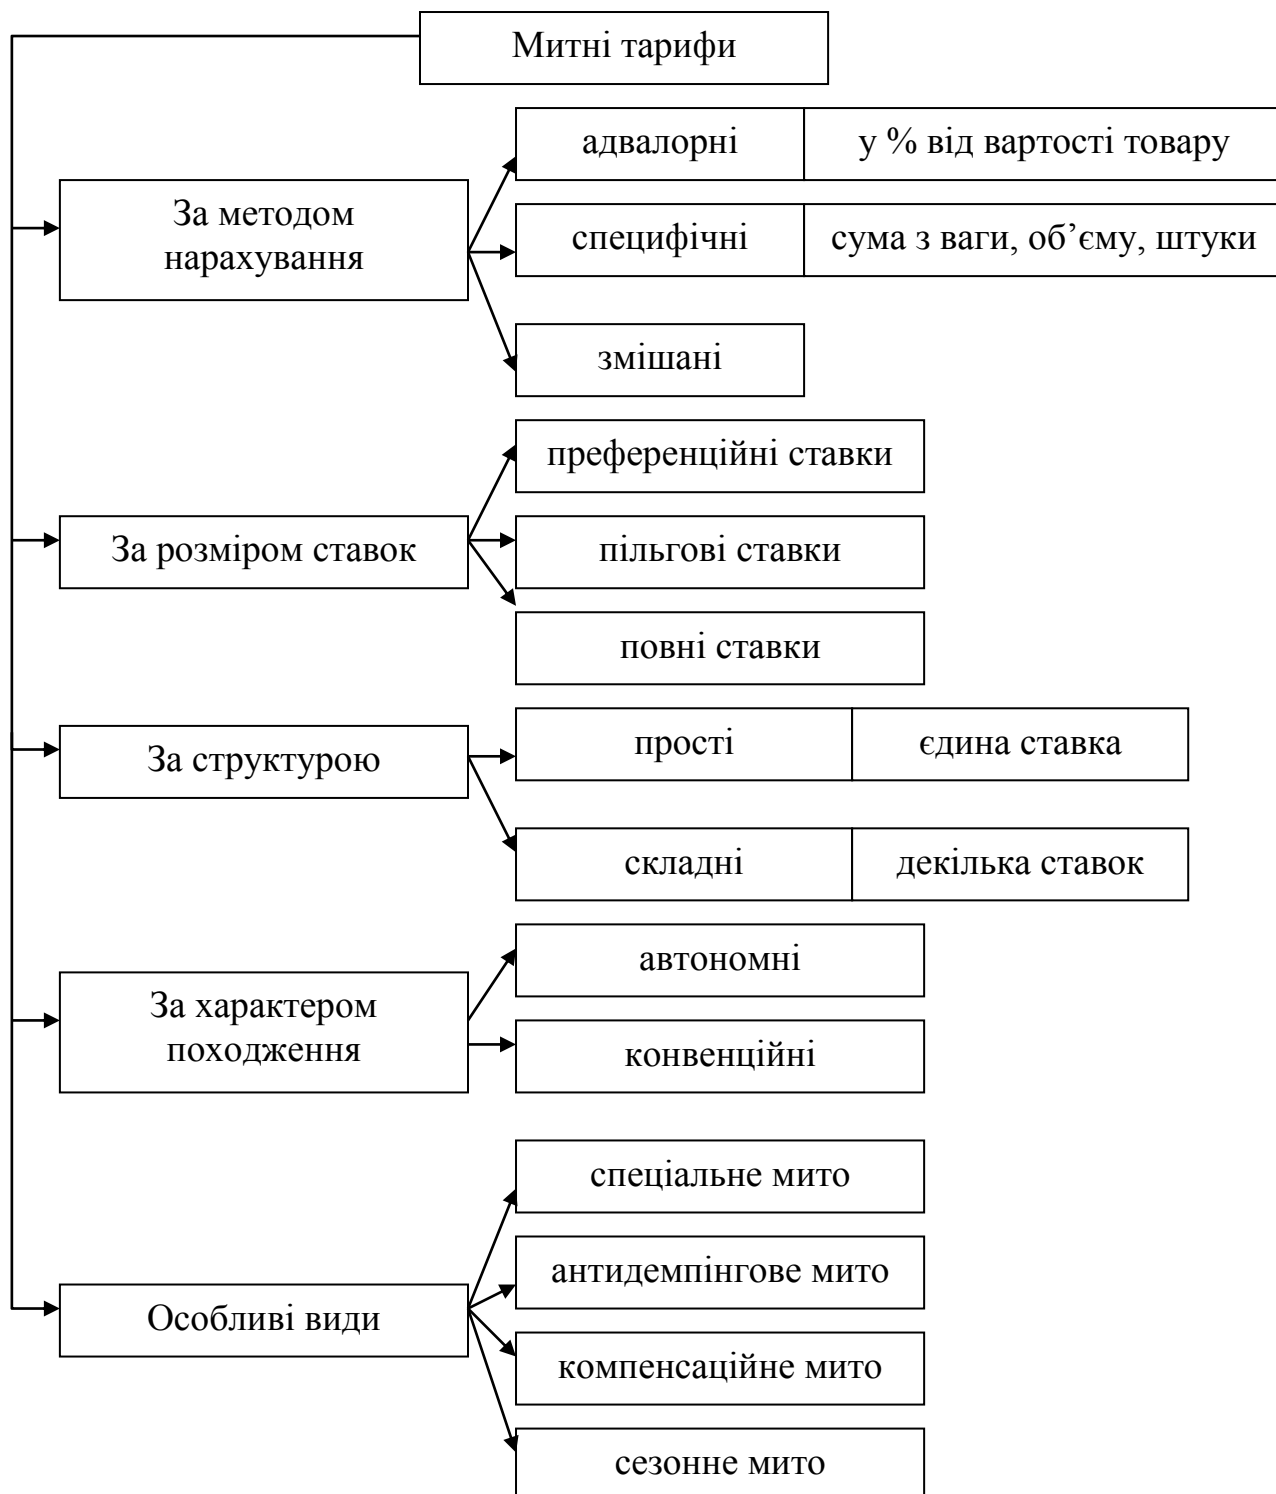 Митні тарифи
За методом
нарахування
адвалорні
у % від вартості товару
специфічні
сума з ваги, об’єму, штуки
змішані
За розміром ставок
преференційні ставки
пільгові ставки
повні ставки
За структурою
прості
єдина ставка
складні
декілька ставок
За характером
походження
автономні
конвенційні
Особливі види
спеціальне мито
антидемпінгове мито
компенсаційне мито
сезонне мито